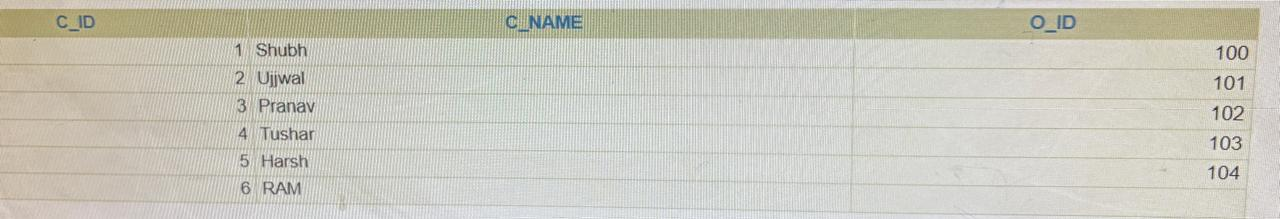 C_ID C_NAME O_ID
1 Shubh 100
2 Ujjwal 101
3 Pranav 102
4 Tushar 103
5 Harsh 104
6 RAM